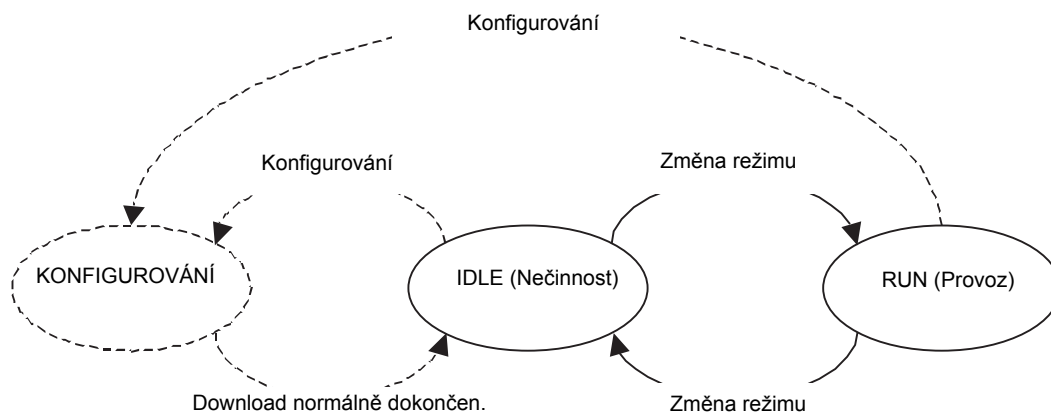 Konfigurování
Konfigurování
Změna režimu
KONFIGUROVÁNÍ
IDLE (Nečinnost)
RUN (Provoz)
Download normálně dokončen.
Změna režimu